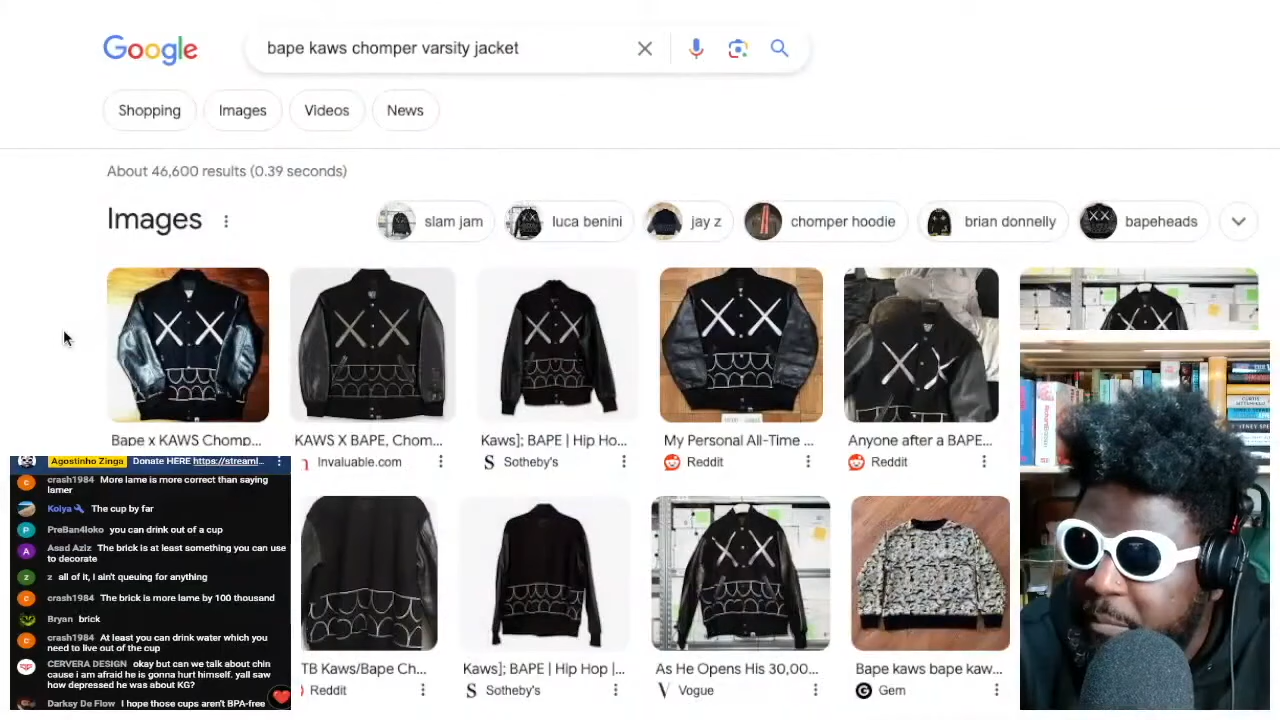 Google
bape kaws chomper varsity jacket
Shopping
Images
Videos
News
About 46,600 results (0.39 seconds)
Images
slam jam
luca benini
jay z
chomper hoodie
brian donnelly
bapeheads
Bape x KAWS Chomp...
KAWS X BAPE, Chom...
Invaluable.com
Kaws]; BAPE | Hip Ho...
S Sotheby's
My Personal All-Time ...
Reddit
Anyone after a BAPE...
Reddit
TB Kaws/Bape Ch...
Reddit
Kaws]; BAPE | Hip Hop |...
S Sotheby's
As He Opens His 30,00...
V Vogue
Bape kaws bape kaw...
G Gem
Agostinho Zinga Donate HERE https://streaml...
crash1984 More lame is more correct than saying
lamer
Kolya The cup by far
P PreBan4loko you can drink out of a cup
A Asad Aziz The brick is at least something you can use
to decorate
z z all of it, I ain't queuing for anything
c crash1984 The brick is more lame by 100 thousand
Bryan brick
c crash1984 At least you can drink water which you
need to live out of the cup
CERVERA DESIGN okay but can we talk about chin
cause i am afraid he is gonna hurt himself. yall saw
how depressed he was about KG?
Darksy De Flow I hope those cups aren't BPA-free